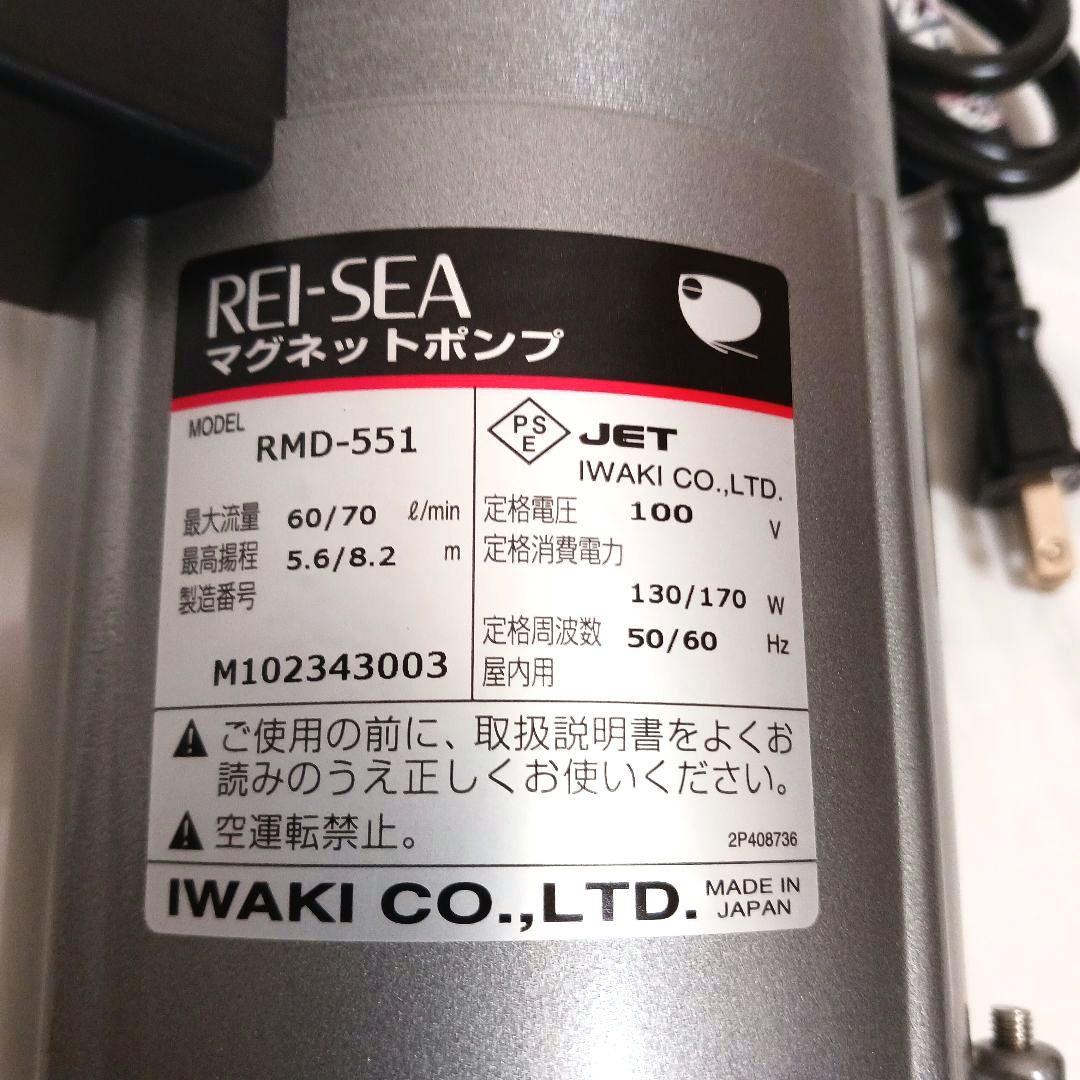 REI-SEA
マグネットポンプ
MODEL
RMD-551
最大流量 60/70 ℓ/min
最高揚程 5.6/8.2 m
製造番号
M102343003
PSE JET
IWAKI CO.,LTD.
定格電圧 100 V
定格消費電力
130/170 W
定格周波数 50/60 Hz
屋内用
ご使用の前に、取扱説明書をよくお
読みのうえ正しくお使いください。
空運転禁止。
2P408736
IWAKI CO.,LTD. MADE IN
JAPAN